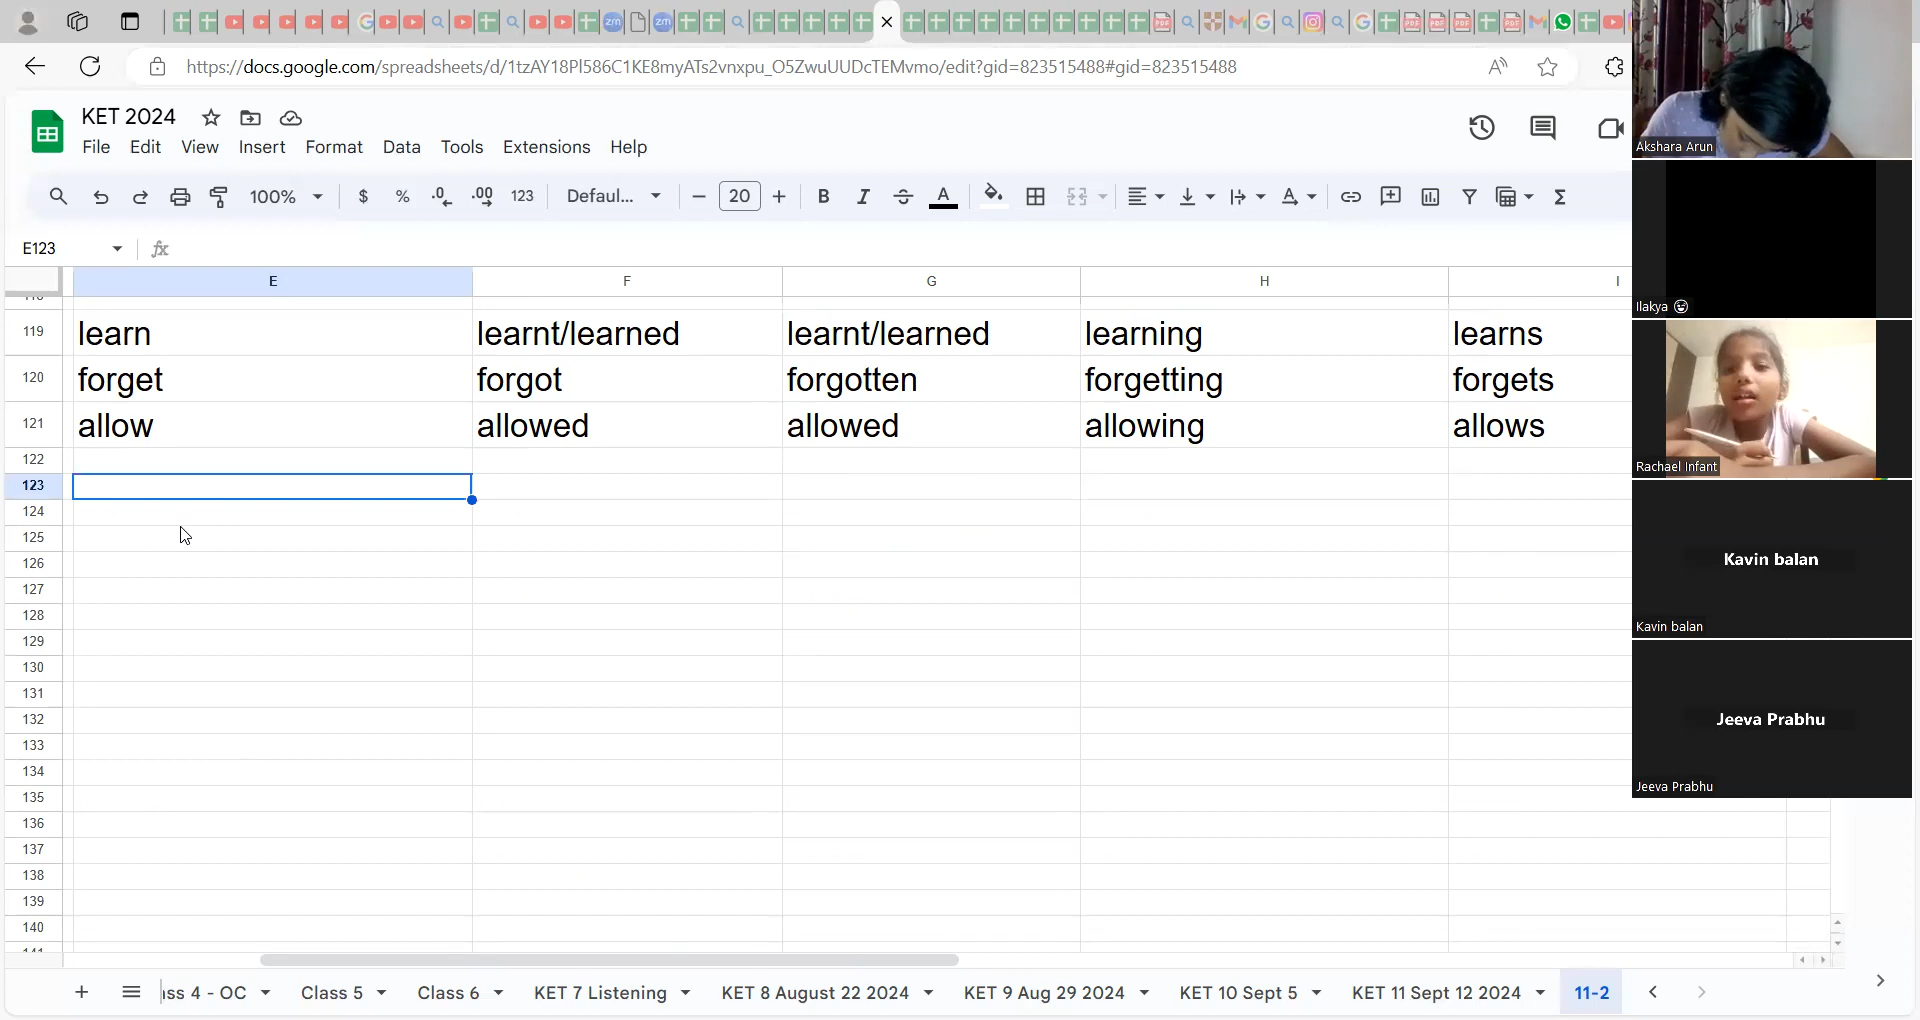 https://docs.google.com/spreadsheets/d/1tzAY18Pl586C1KE8myATs2vnxpu_O5ZwuUUDcTEMvmo/edit?gid=823515488#gid=823515488
KET 2024
File Edit View Insert Format Data Tools Extensions Help
100% $ % .0 .00 123 Defaul... 20 B I A
E123 fx
E F G H I
119 learn learnt/learned learnt/learned learning learns
120 forget forgot forgotten forgetting forgets
121 allow allowed allowed allowing allows
122
123
124
125
126
127
128
129
130
131
132
133
134
135
136
137
138
139
140
ass 4 - OC Class 5 Class 6 KET 7 Listening KET 8 August 22 2024 KET 9 Aug 29 2024 KET 10 Sept 5 KET 11 Sept 12 2024 11-2
Akshara Arun
Ilakya
Rachael Infant
Kavin balan
Kavin balan
Jeeva Prabhu
Jeeva Prabhu